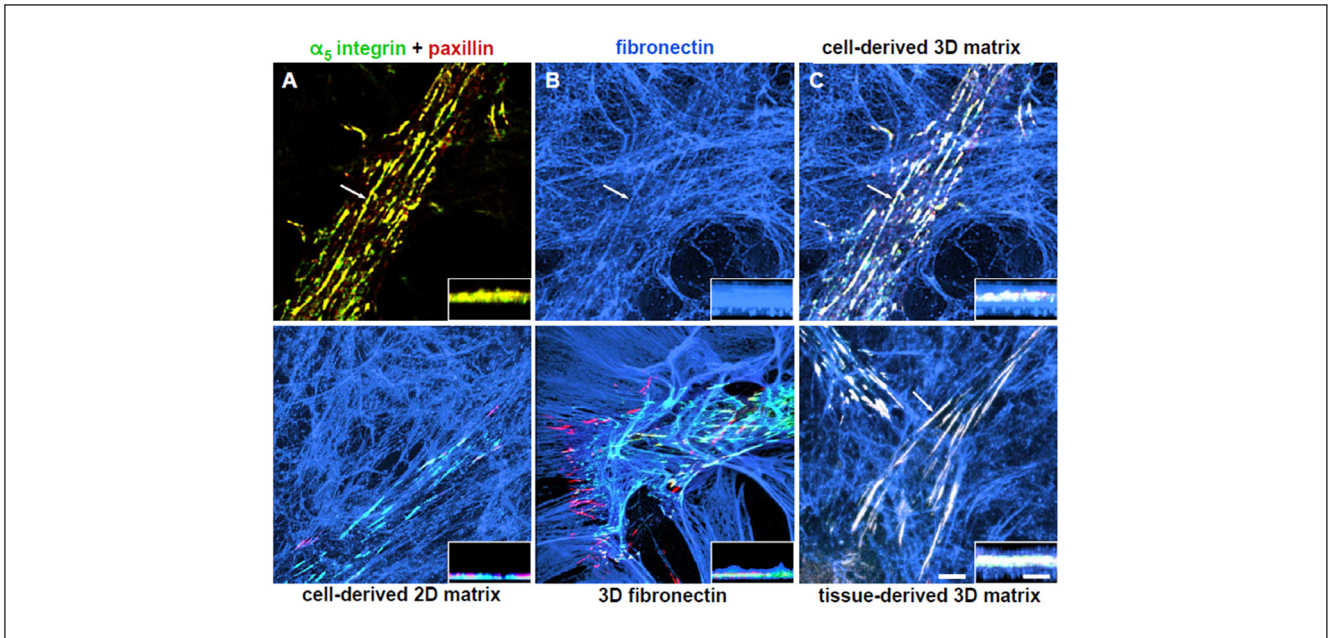 α5 integrin + paxillin
fibronectin
cell-derived 3D matrix
A
B
C
cell-derived 2D matrix
3D fibronectin
tissue-derived 3D matrix